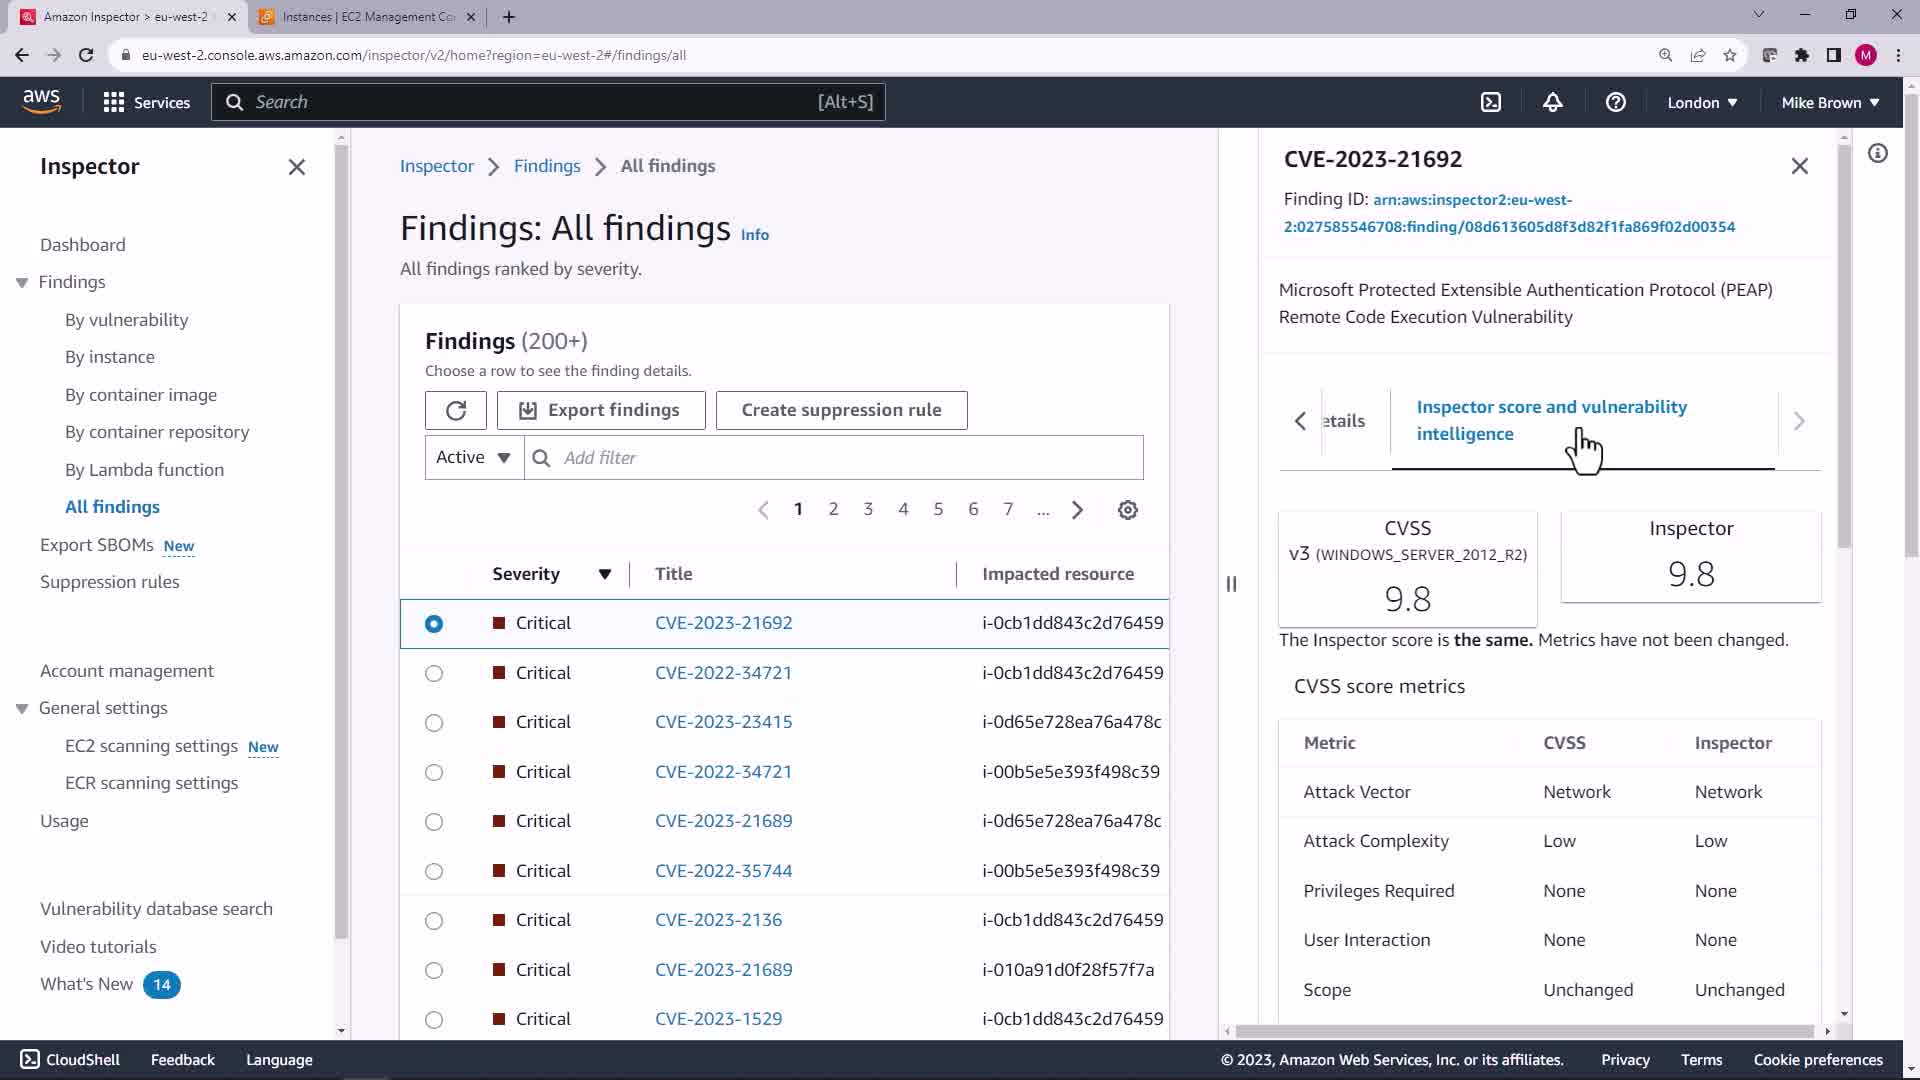 Amazon Inspector > eu-west-2
Instances | EC2 Management Co
eu-west-2.console.aws.amazon.com/inspector/v2/home?region=eu-west-2#/findings/all
M
aws
Services
Search
[Alt+S]
London
Mike Brown
Inspector
Dashboard
Findings
By vulnerability
By instance
By container image
By container repository
By Lambda function
All findings
Export SBOMs New
Suppression rules
Account management
General settings
EC2 scanning settings New
ECR scanning settings
Usage
Vulnerability database search
Video tutorials
What's New 14
Inspector > Findings > All findings
Findings: All findings Info
All findings ranked by severity.
Findings (200+)
Choose a row to see the finding details.
Export findings
Create suppression rule
Active
Add filter
1 2 3 4 5 6 7 ...
Severity Title Impacted resource
Critical CVE-2023-21692 i-0cb1dd843c2d76459
Critical CVE-2022-34721 i-0cb1dd843c2d76459
Critical CVE-2023-23415 i-0d65e728ea76a478c
Critical CVE-2022-34721 i-00b5e5e393f498c39
Critical CVE-2023-21689 i-0d65e728ea76a478c
Critical CVE-2022-35744 i-00b5e5e393f498c39
Critical CVE-2023-2136 i-0cb1dd843c2d76459
Critical CVE-2023-21689 i-010a91d0f28f57f7a
Critical CVE-2023-1529 i-0cb1dd843c2d76459
CVE-2023-21692
Finding ID: arn:aws:inspector2:eu-west-
2:027585546708:finding/08d613605d8f3d82f1fa869f02d00354
Microsoft Protected Extensible Authentication Protocol (PEAP)
Remote Code Execution Vulnerability
etails
Inspector score and vulnerability
intelligence
CVSS
v3 (WINDOWS_SERVER_2012_R2)
9.8
Inspector
9.8
The Inspector score is the same. Metrics have not been changed.
CVSS score metrics
Metric CVSS Inspector
Attack Vector Network Network
Attack Complexity Low Low
Privileges Required None None
User Interaction None None
Scope Unchanged Unchanged
CloudShell Feedback Language
© 2023, Amazon Web Services, Inc. or its affiliates. Privacy Terms Cookie preferences